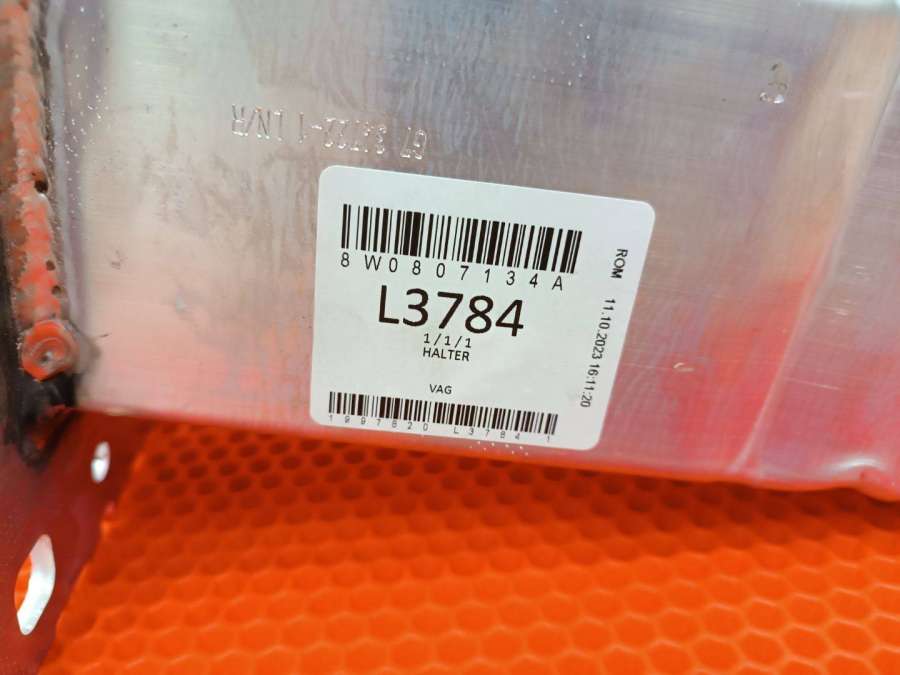 8W0807134A
L3784
1/1/1
HALTER
VAG
1997820 L3784 1
ROM 11.10.2023 16:11:20